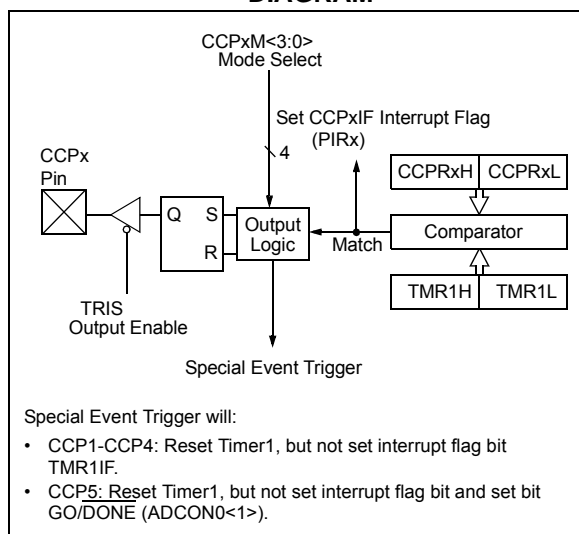 CCPxM<3:0>
Mode Select
Set CCPxIF Interrupt Flag
(PIRx)
4
CCPx
Pin
CCPRxH CCPRxL
Q S
R
Output
Logic
Match
Comparator
TRIS
Output Enable
TMR1H TMR1L
Special Event Trigger
Special Event Trigger will:
• CCP1-CCP4: Reset Timer1, but not set interrupt flag bit
TMR1IF.
• CCP5: Reset Timer1, but not set interrupt flag bit and set bit
GO/DONE (ADCON0<1>).